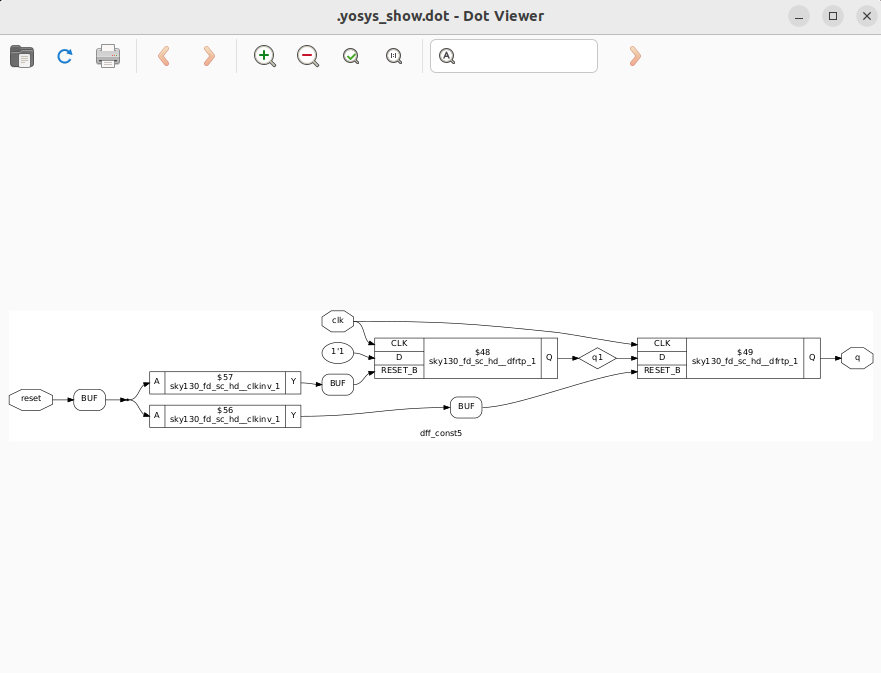 .yosys_show.dot - Dot Viewer
clk
CLK
$48
D
sky130_fd_sc_hd__dfrtp_1
RESET_B
Q
1'1
q1
CLK
$49
D
sky130_fd_sc_hd__dfrtp_1
RESET_B
Q
q
A
$57
sky130_fd_sc_hd__clkinv_1
Y
BUF
reset
BUF
A
$56
sky130_fd_sc_hd__clkinv_1
Y
BUF
dff_const5